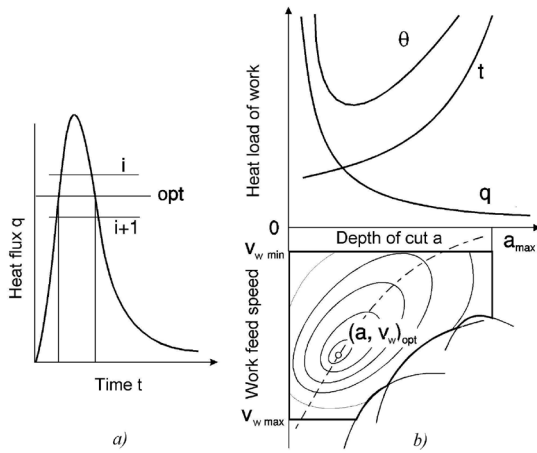 a)
Heat flux q
i
opt
i+1
Time t
a)
b)
Heat load of work
θ
t
q
0
Depth of cut a
a max
v w min
Work feed speed
(a, v w) opt
v w max
b)